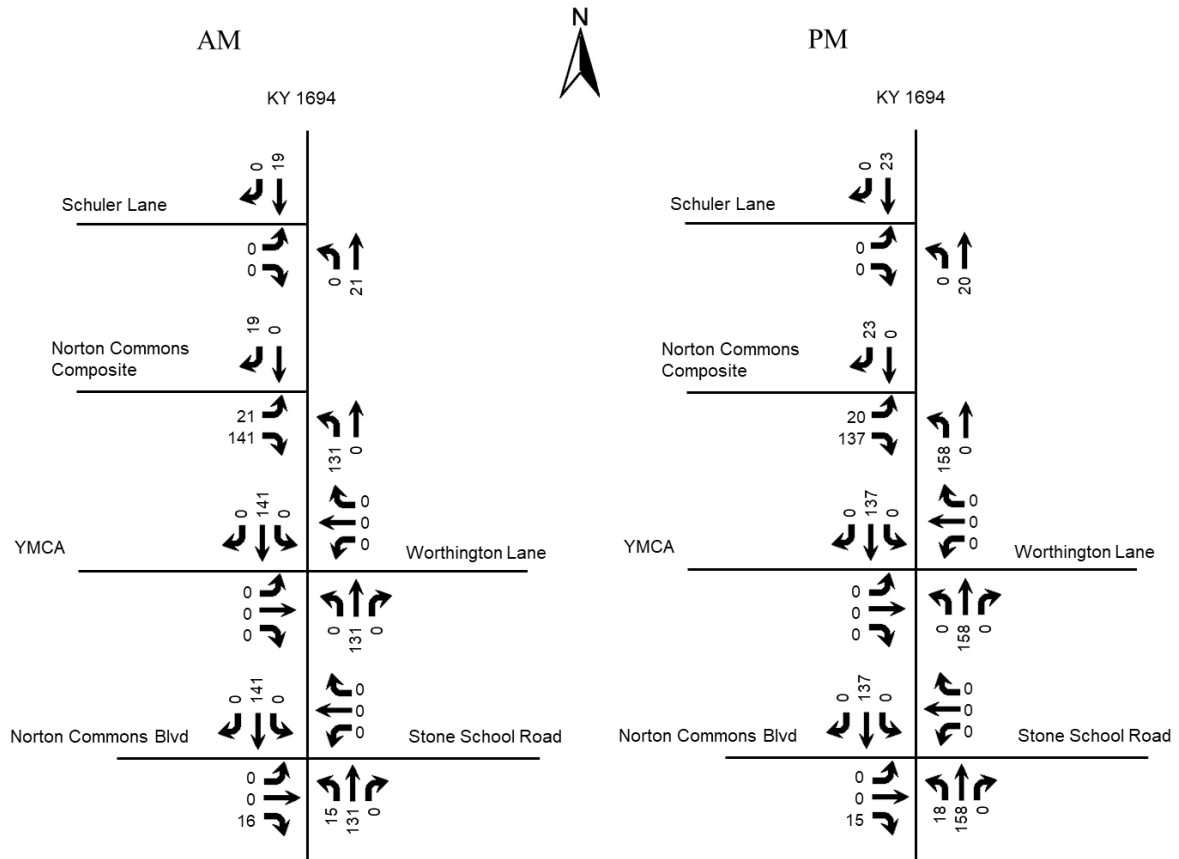 N
AM
PM
KY 1694
KY 1694
0 19
Schuler Lane
0
0
0 21
19 0
Norton Commons
Composite
21
141
131 0
0 141 0
0
0
0
YMCA
Worthington Lane
0
0
0
0 131 0
0 141 0
0
0
0
Norton Commons Blvd
Stone School Road
0
0
16
15 131 0
0 23
Schuler Lane
0
0
0 20
23 0
Norton Commons
Composite
20
137
158 0
0 137 0
0
0
0
YMCA
Worthington Lane
0
0
0
0 158 0
0 137 0
0
0
0
Norton Commons Blvd
Stone School Road
0
0
15
18 158 0